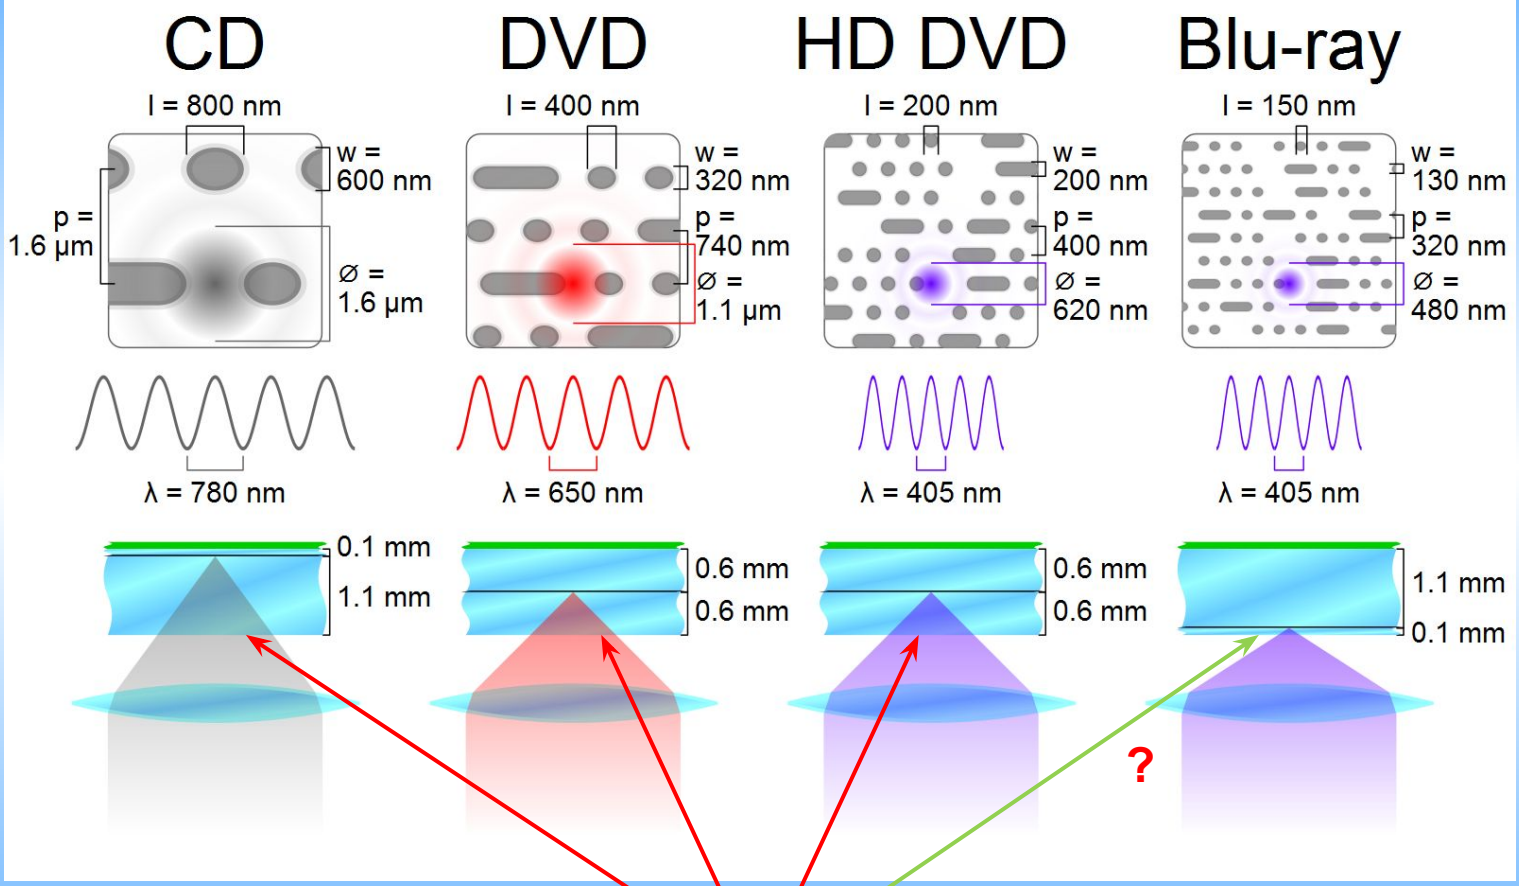 CD
l = 800 nm
w =
600 nm
p =
1.6 µm
Ø =
1.6 µm
λ = 780 nm
0.1 mm
1.1 mm
DVD
l = 400 nm
w =
320 nm
p =
740 nm
Ø =
1.1 µm
λ = 650 nm
0.6 mm
0.6 mm
HD DVD
l = 200 nm
w =
200 nm
p =
400 nm
Ø =
620 nm
λ = 405 nm
0.6 mm
0.6 mm
Blu-ray
l = 150 nm
w =
130 nm
p =
320 nm
Ø =
480 nm
λ = 405 nm
1.1 mm
0.1 mm
?